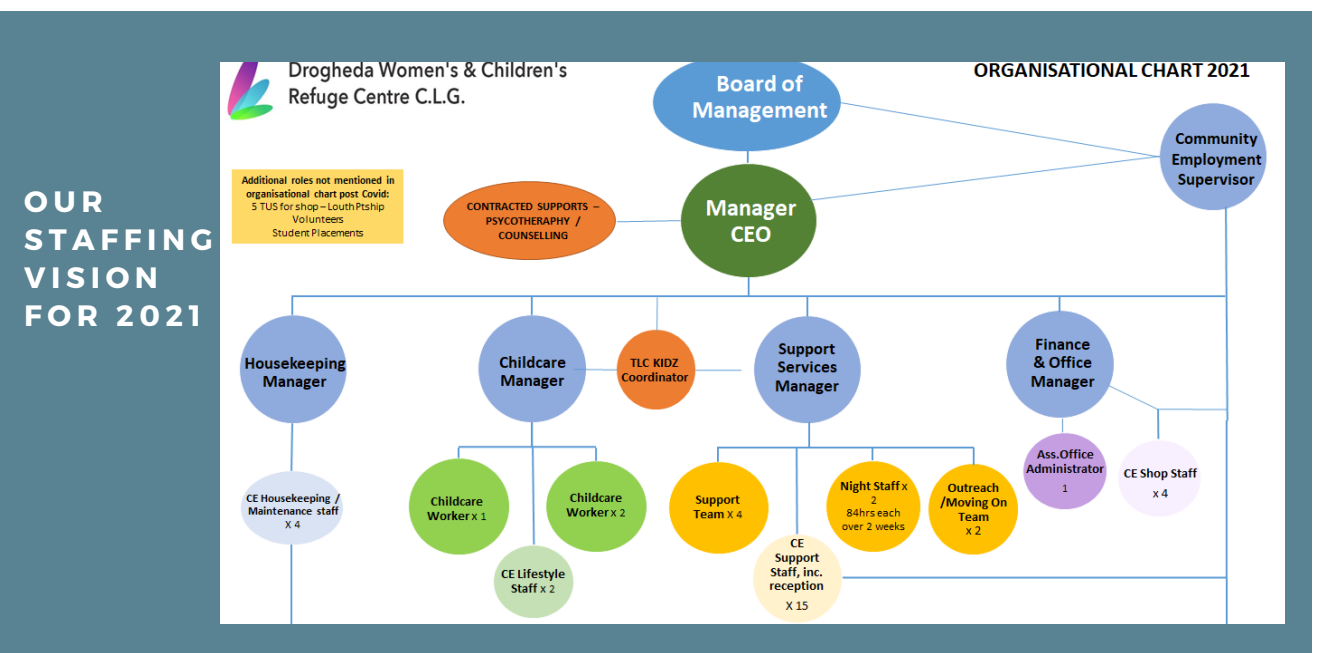 OUR
STAFFING
VISION
FOR 2021
Drogheda Women's & Children's
Refuge Centre C.L.G.
ORGANISATIONAL CHART 2021
Board of
Management
Community
Employment
Supervisor
Additional roles not mentioned in
organisational chart post Covid:
5 TUS for shop – Louth Ptship
Volunteers
Student Placements
CONTRACTED SUPPORTS –
PSYCOTHERAPHY /
COUNSELLING
Manager
CEO
Housekeeping
Manager
Childcare
Manager
TLC KIDZ
Coordinator
Support
Services
Manager
Finance
& Office
Manager
CE Housekeeping /
Maintenance staff
X 4
Childcare
Worker x 1
Childcare
Worker x 2
CE Lifestyle
Staff x 2
Support
Team X 4
CE
Support
Staff, inc.
reception
X 15
Night Staff x
2
84hrs each
over 2 weeks
Outreach
/Moving On
Team
x 2
Ass.Office
Administrator
1
CE Shop Staff
x 4